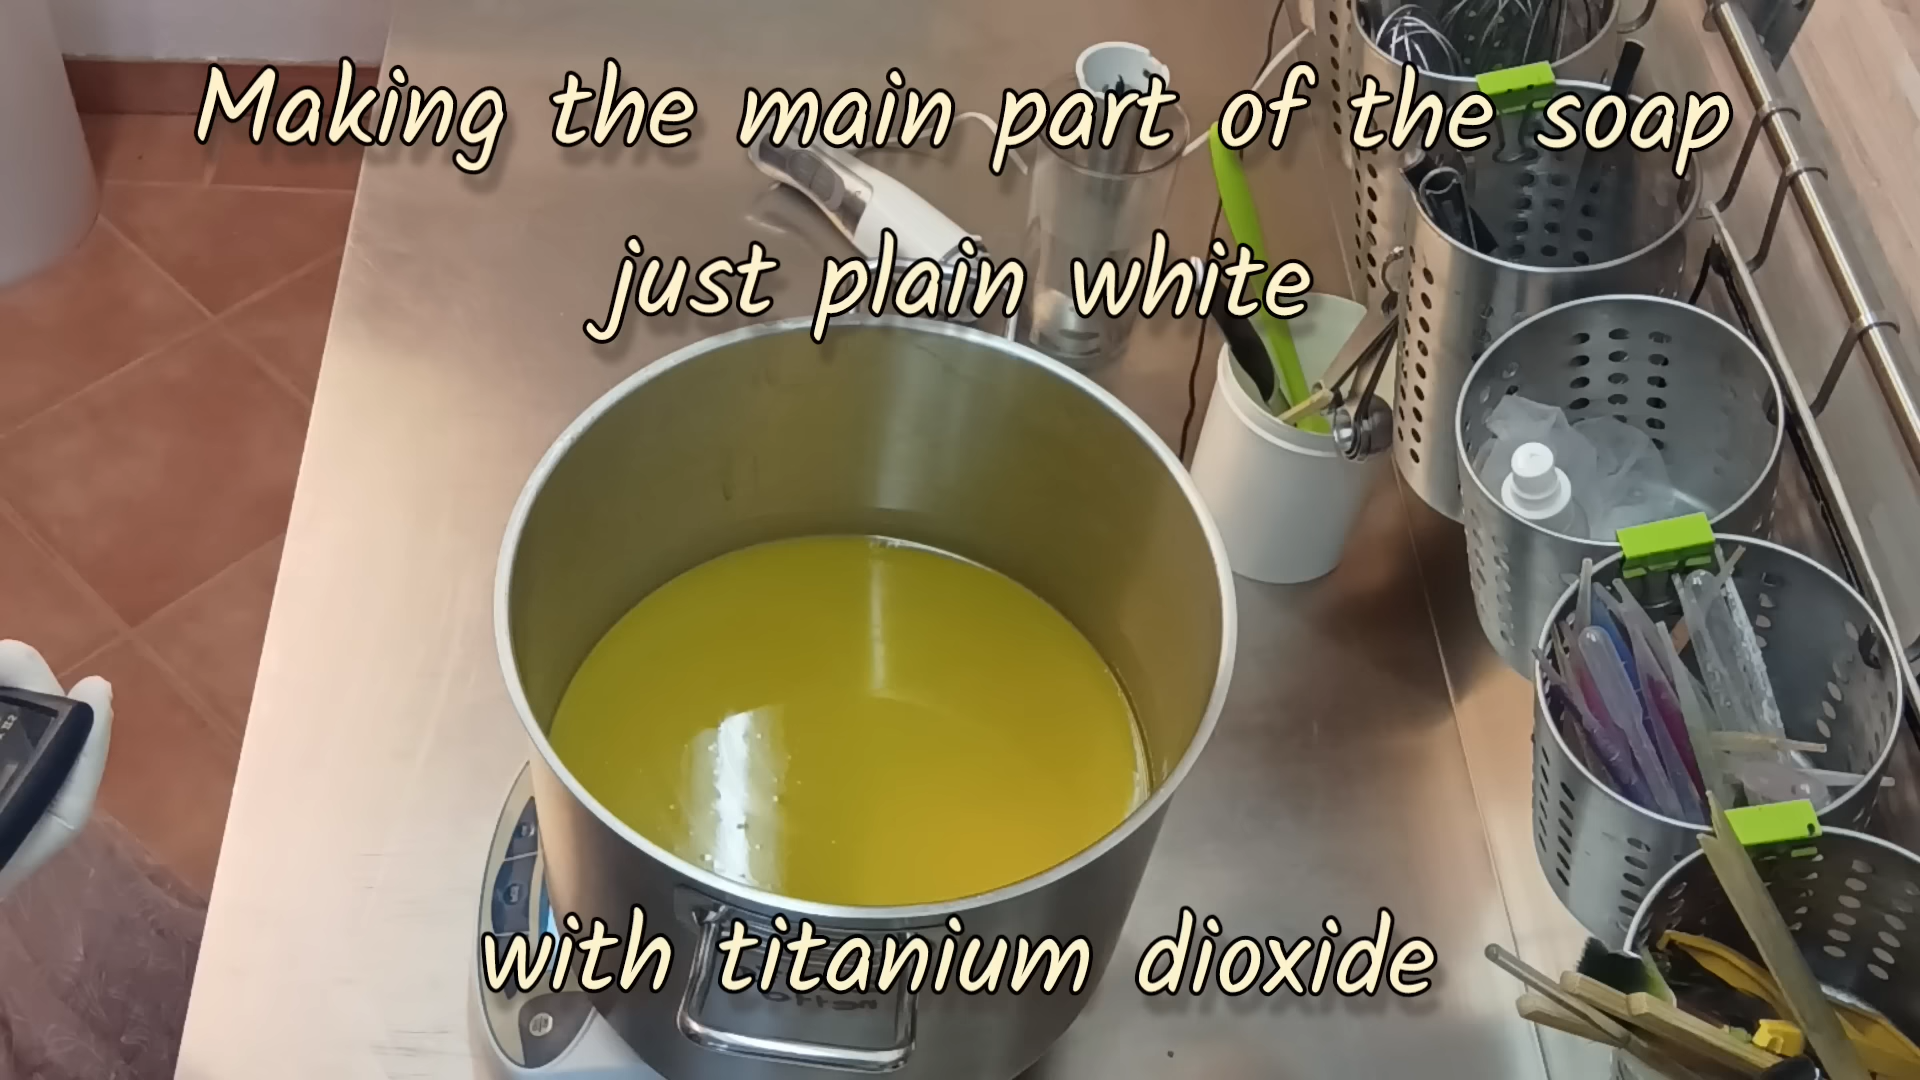 Making the main part of the soap
just plain white
with titanium dioxide